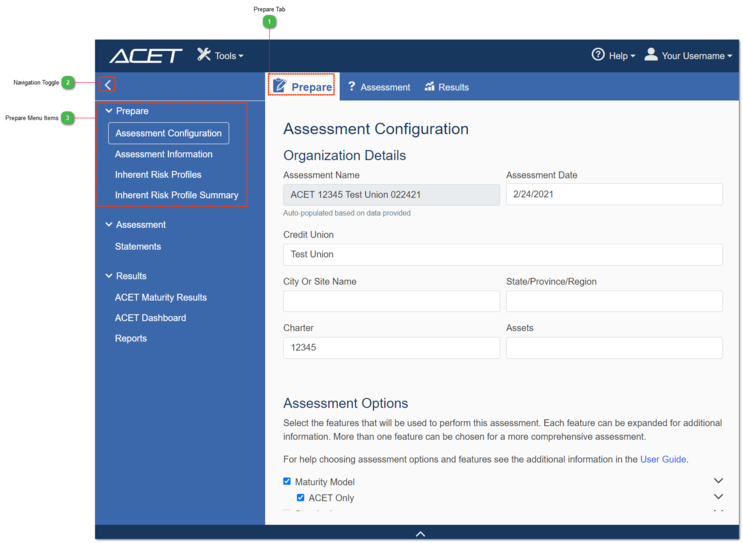 Prepare Tab
1
ACET Tools Help Your Username
Navigation Toggle 2
Prepare ? Assessment Results
Prepare Menu Items 3
Prepare
Assessment Configuration
Assessment Information
Inherent Risk Profiles
Inherent Risk Profile Summary
Assessment
Statements
Results
ACET Maturity Results
ACET Dashboard
Reports
Assessment Configuration
Organization Details
Assessment Name Assessment Date
ACET 12345 Test Union 022421 2/24/2021
Auto-populated based on data provided
Credit Union
Test Union
City Or Site Name State/Province/Region
Charter Assets
12345
Assessment Options
Select the features that will be used to perform this assessment. Each feature can be expanded for additional
information. More than one feature can be chosen for a more comprehensive assessment.
For help choosing assessment options and features see the additional information in the User Guide.
Maturity Model
ACET Only